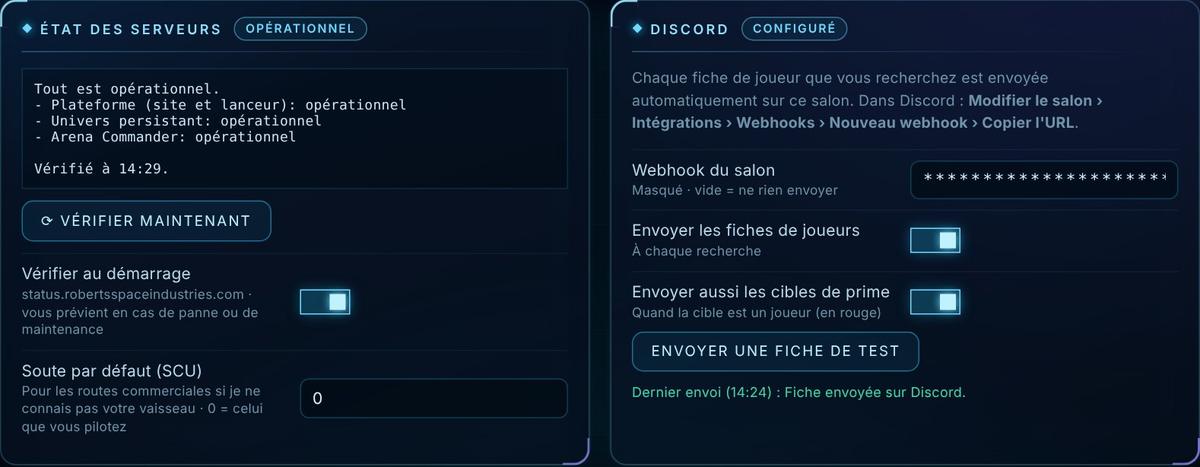 ÉTAT DES SERVEURS OPÉRATIONNEL
Tout est opérationnel.
- Plateforme (site et lanceur): opérationnel
- Univers persistant: opérationnel
- Arena Commander: opérationnel
Vérifié à 14:29.
⟳ VÉRIFIER MAINTENANT
Vérifier au démarrage
status.robertsspaceindustries.com ·
vous prévient en cas de panne ou de
maintenance
Soute par défaut (SCU)
Pour les routes commerciales si je ne
connais pas votre vaisseau · 0 = celui
que vous pilotez
0
DISCORD CONFIGURÉ
Chaque fiche de joueur que vous recherchez est envoyée
automatiquement sur ce salon. Dans Discord : Modifier le salon ›
Intégrations › Webhooks › Nouveau webhook › Copier l'URL.
Webhook du salon
Masqué · vide = ne rien envoyer
*********************
Envoyer les fiches de joueurs
À chaque recherche
Envoyer aussi les cibles de prime
Quand la cible est un joueur (en rouge)
ENVOYER UNE FICHE DE TEST
Dernier envoi (14:24) : Fiche envoyée sur Discord.